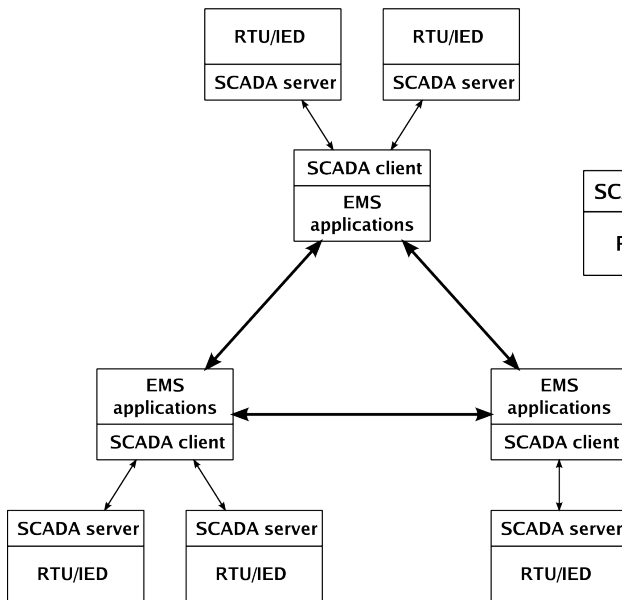 RTU/IED
SCADA server
RTU/IED
SCADA server
SCADA client
EMS
applications
EMS
applications
SCADA client
EMS
applications
SCADA client
SCADA server
RTU/IED
SCADA server
RTU/IED
SCADA server
RTU/IED